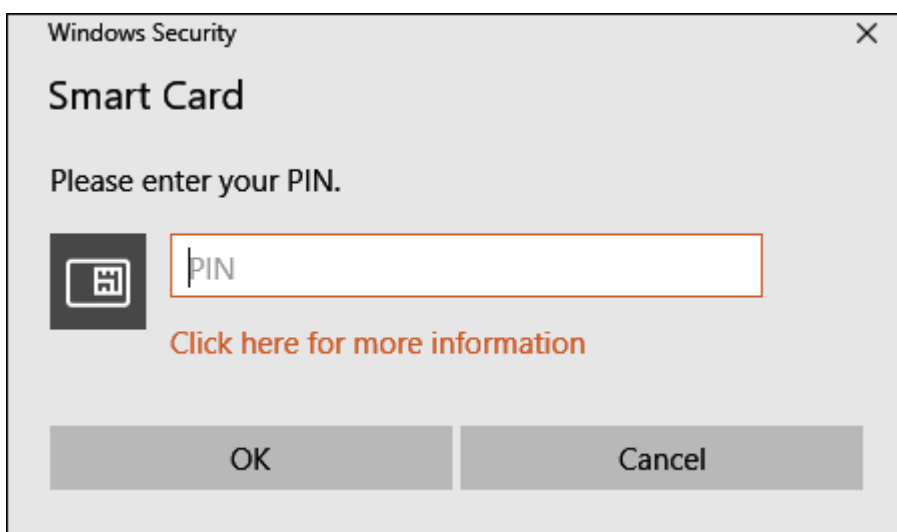 Windows Security
Smart Card
Please enter your PIN.
PIN
Click here for more information
OK
Cancel